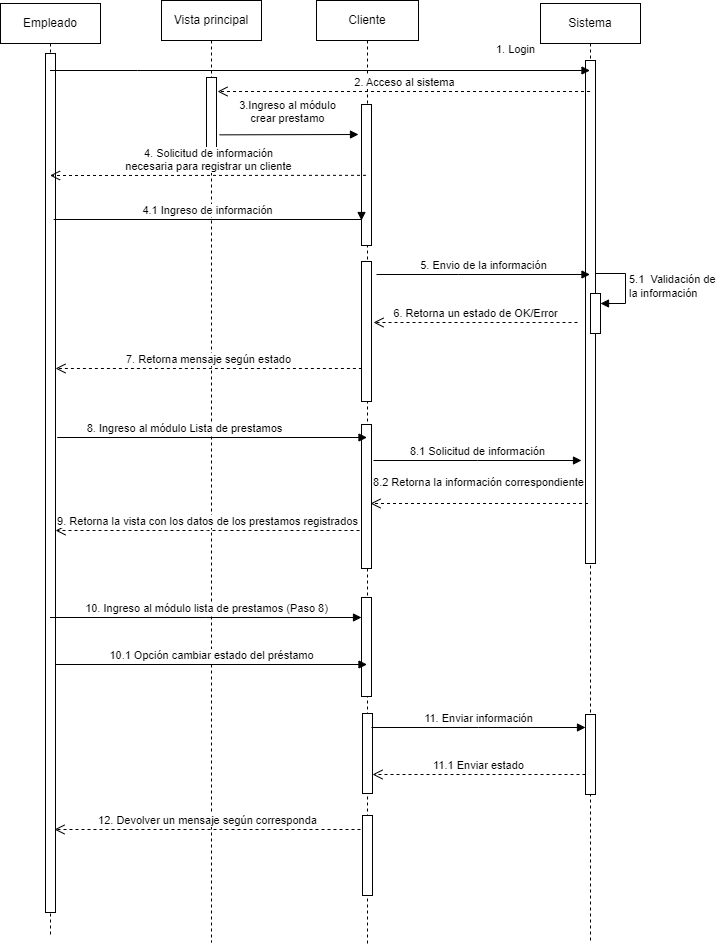 Empleado
Vista principal
Cliente
Sistema
1. Login
2. Acceso al sistema
3.Ingreso al módulo
crear prestamo
4. Solicitud de información
necesaria para registrar un cliente
4.1 Ingreso de información
5. Envio de la información
5.1 Validación de
la información
6. Retorna un estado de OK/Error
7. Retorna mensaje según estado
8. Ingreso al módulo Lista de prestamos
8.1 Solicitud de información
8.2 Retorna la información correspondiente
9. Retorna la vista con los datos de los prestamos registrados
10. Ingreso al módulo lista de prestamos (Paso 8)
10.1 Opción cambiar estado del préstamo
11. Enviar información
11.1 Enviar estado
12. Devolver un mensaje según corresponda